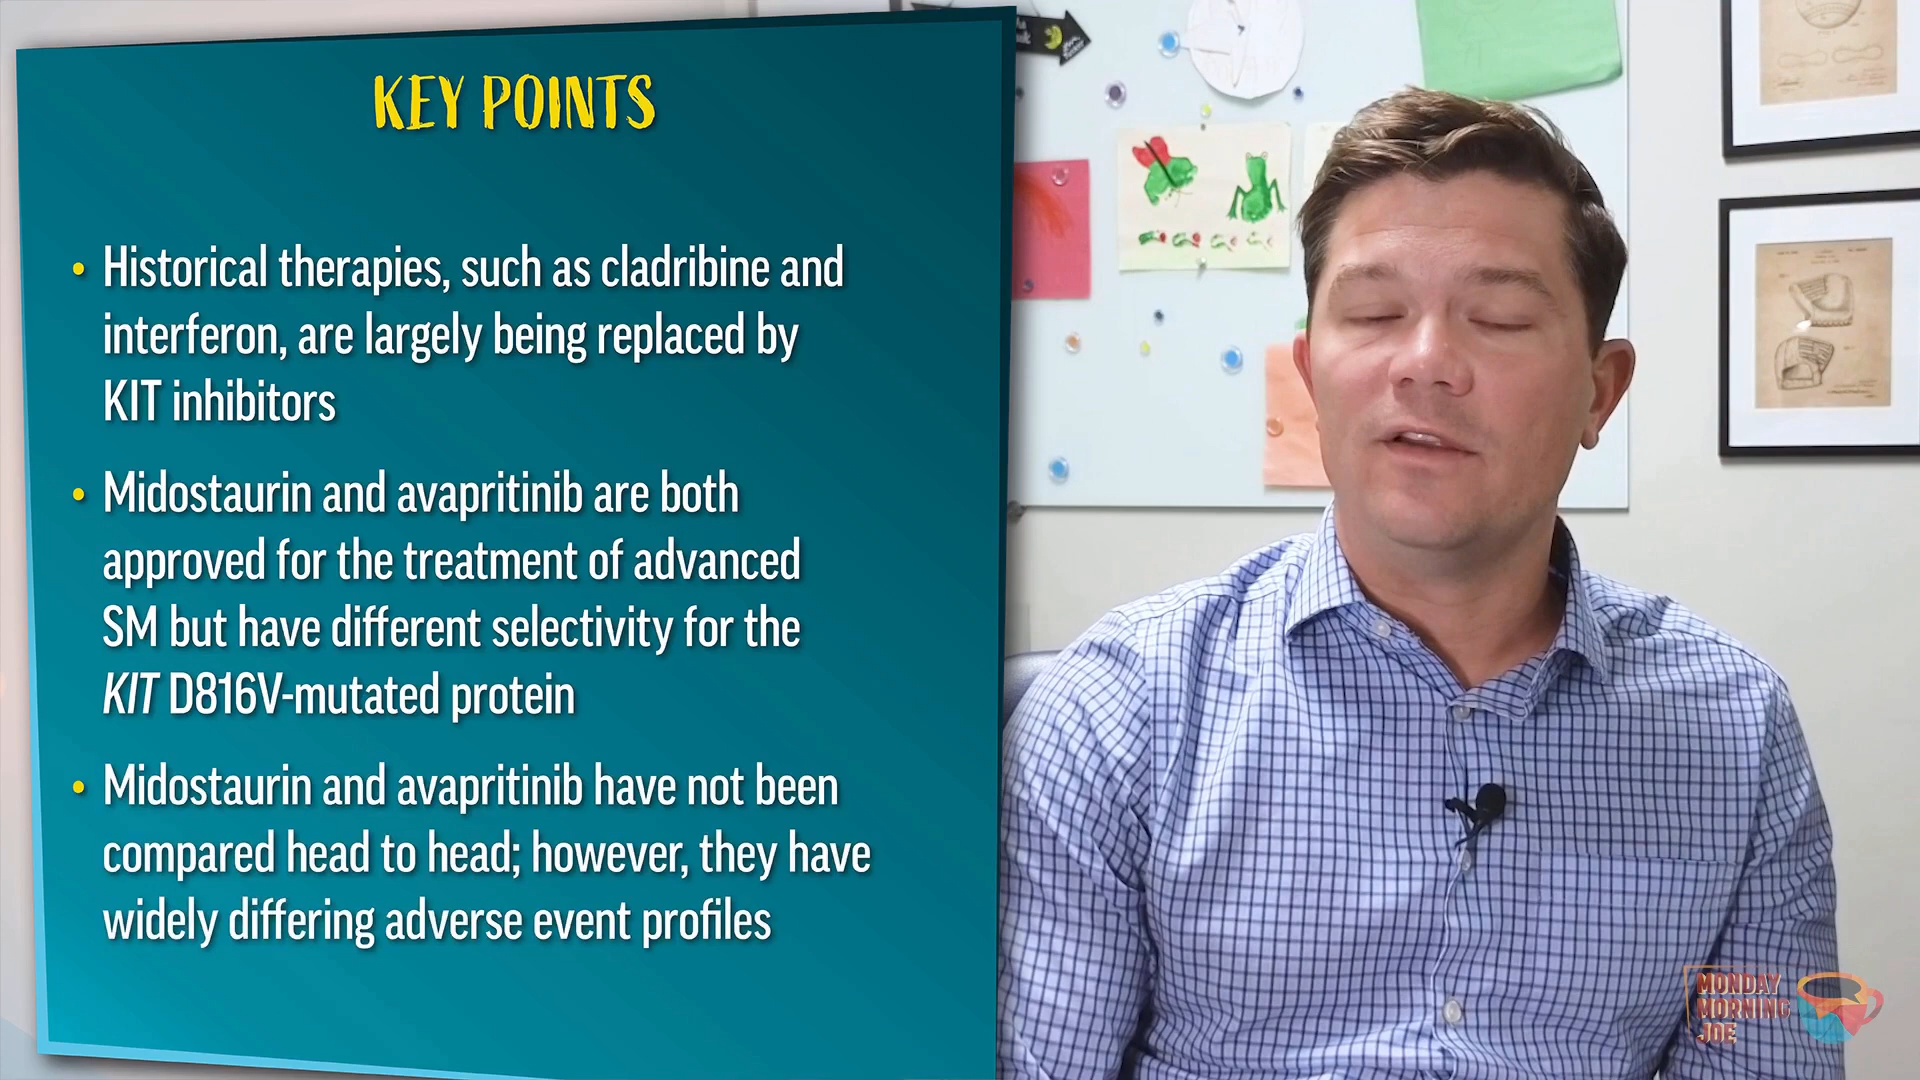 KEY POINTS
• Historical therapies, such as cladribine and
interferon, are largely being replaced by
KIT inhibitors
• Midostaurin and avapritinib are both
approved for the treatment of advanced
SM but have different selectivity for the
KIT D816V-mutated protein
• Midostaurin and avapritinib have not been
compared head to head; however, they have
widely differing adverse event profiles
MONDAY
MORNING
JOE